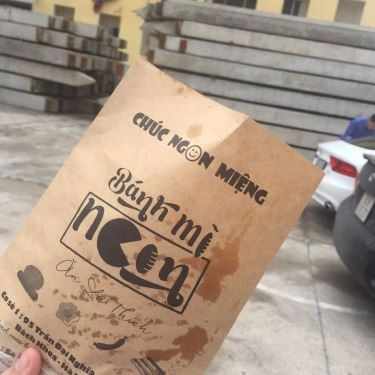 CHÚC NGON MIỆNG
Bánh mì
ngon
Ăn Là Thích!
Cơ sở 1 : 95 Trần Đại Nghĩa
Bách Khoa - Hà